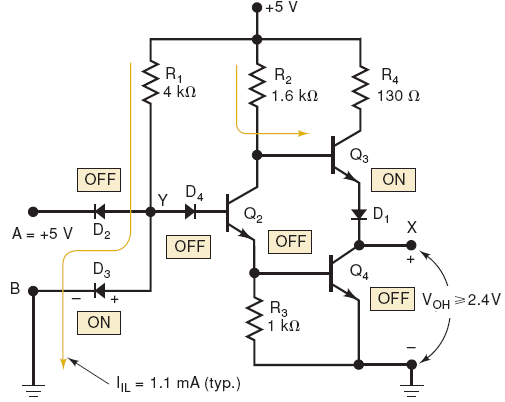 +5 V
R1
4 kΩ
R2
1.6 kΩ
R4
130 Ω
Q3
ON
OFF
Y
D4
Q2
D1
X
A = +5 V
D2
OFF
OFF
+
B
D3
Q4
OFF
VOH ≥ 2.4V
− +
ON
R3
1 kΩ
−
IIL = 1.1 mA (typ.)